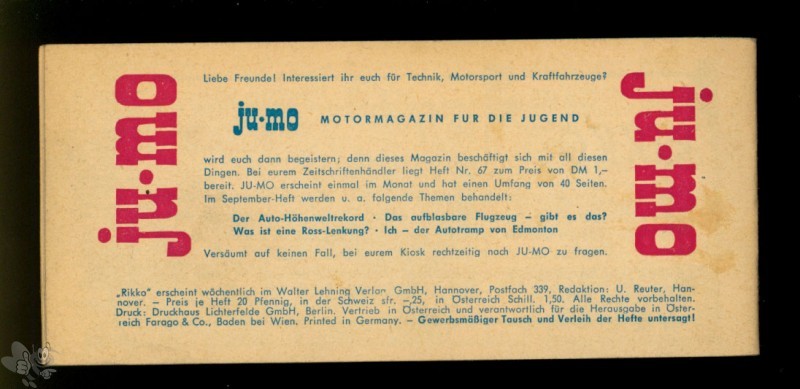 ju-mo
Liebe Freunde! Interessiert ihr euch für Technik, Motorsport und Kraftfahrzeuge?
ju-mo MOTORMAGAZIN FUR DIE JUGEND
wird euch dann begeistern; denn dieses Magazin beschäftigt sich mit all diesen
Dingen. Bei eurem Zeitschriftenhändler liegt Heft Nr. 67 zum Preis von DM 1,–
bereit. JU-MO erscheint einmal im Monat und hat einen Umfang von 40 Seiten.
Im September-Heft werden u. a. folgende Themen behandelt:
Der Auto-Höhenweltrekord · Das aufblasbare Flugzeug – gibt es das?
Was ist eine Ross-Lenkung? · Ich – der Autotramp von Edmonton
Versäumt auf keinen Fall, bei eurem Kiosk rechtzeitig nach JU-MO zu fragen.
ju-mo
„Rikko" erscheint wöchentlich im Walter Lehning Verlag GmbH, Hannover, Postfach 339, Redaktion: U. Reuter, Han-
nover. – Preis je Heft 20 Pfennig, in der Schweiz sfr. –,25, in Österreich Schill. 1,50. Alle Rechte vorbehalten.
Druck: Druckhaus Lichterfelde GmbH, Berlin. Vertrieb in Österreich und verantwortlich für die Herausgabe in Öster-
reich Farago & Co., Baden bei Wien. Printed in Germany. – Gewerbsmäßiger Tausch und Verleih der Hefte untersagt!